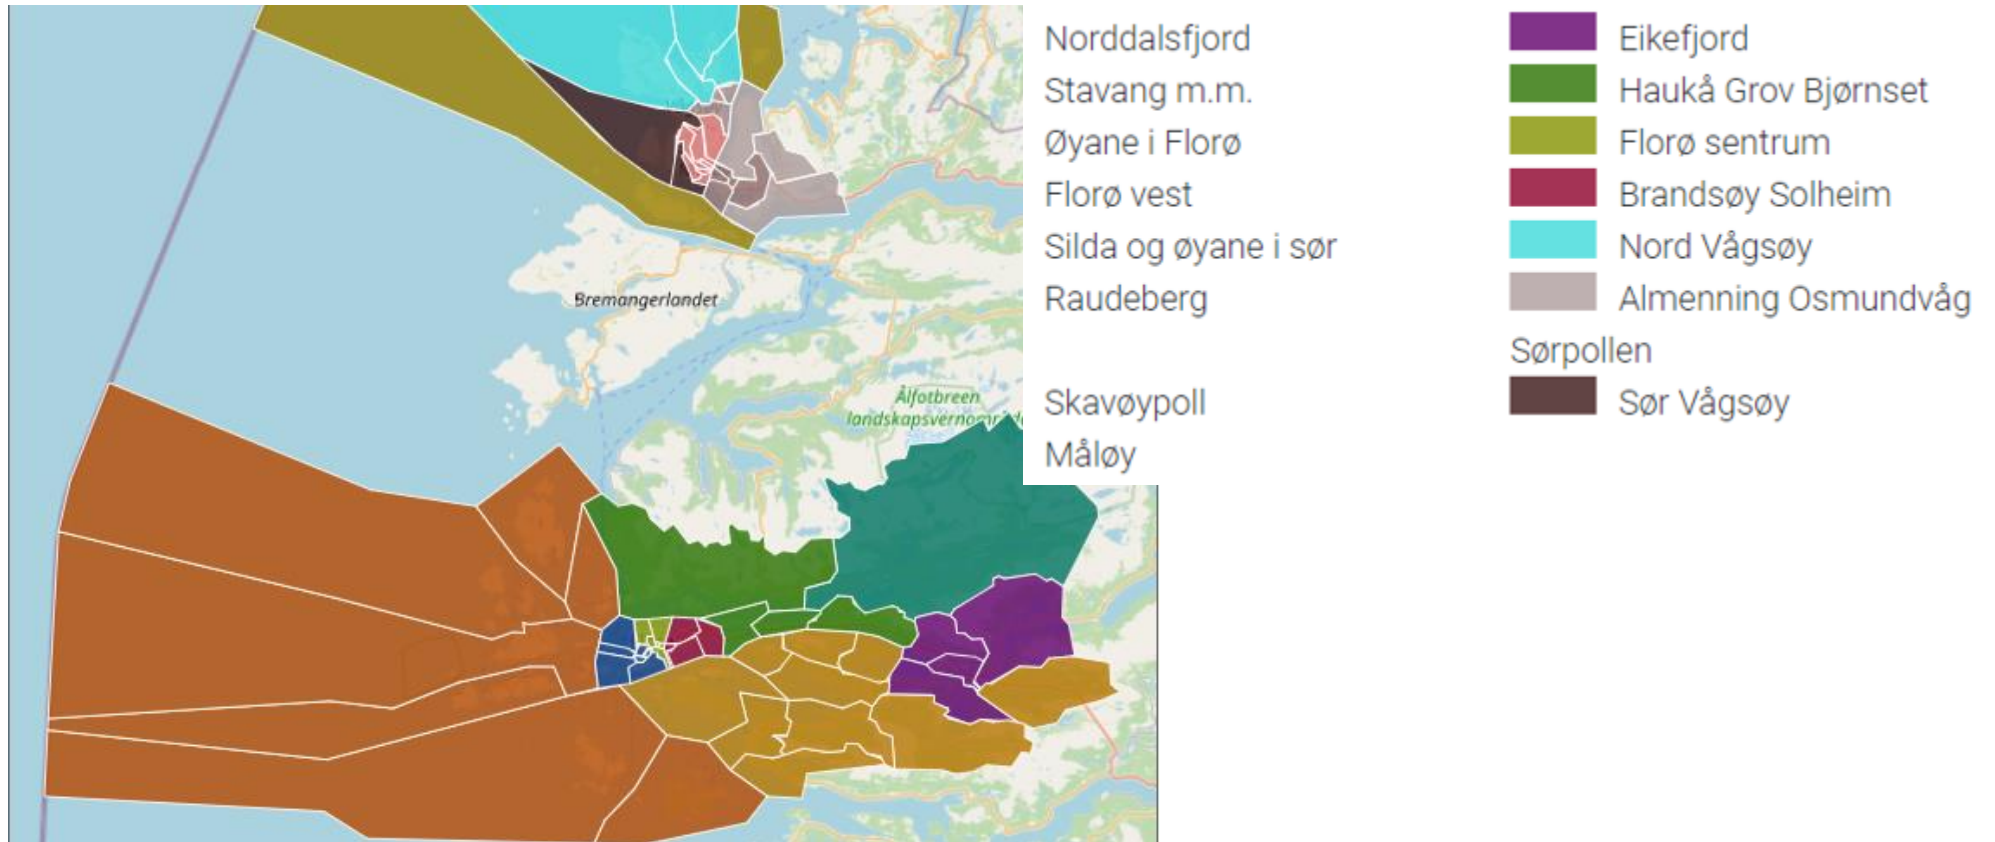 Norddalsfjord
Eikefjord
Stavang m.m.
Haukå Grov Bjørnset
Øyane i Florø
Florø sentrum
Florø vest
Brandsøy Solheim
Silda og øyane i sør
Nord Vågsøy
Raudeberg
Almenning Osmundvåg
Sørpollen
Skavøypoll
Sør Vågsøy
Måløy
Bremangerlandet
Ålfotbreen